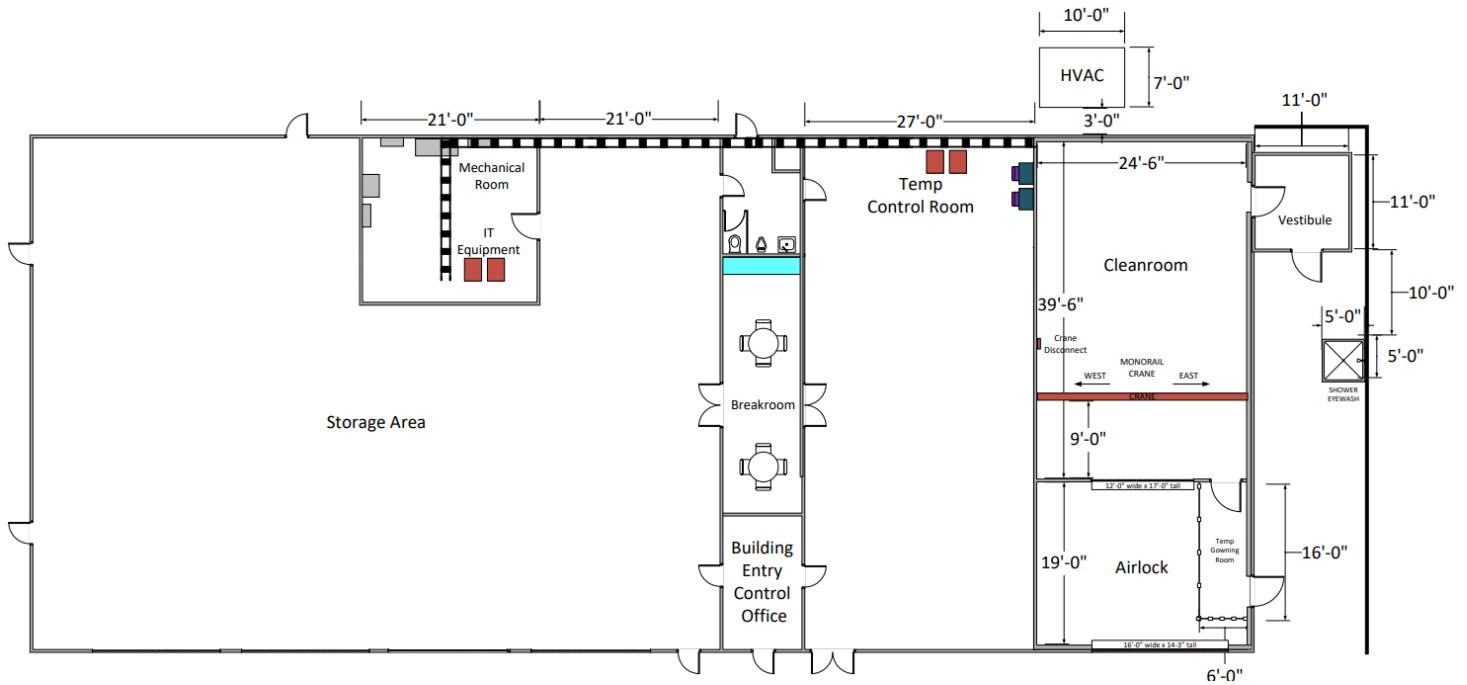 10'-0"
HVAC
7'-0"
3'-0"
11'-0"
21'-0"
21'-0"
27'-0"
24'-6"
Mechanical
Room
IT
Equipment
Temp
Control Room
Vestibule
11'-0"
Cleanroom
10'-0"
39'-6"
5'-0"
5'-0"
Crane
Disconnect
MONORAIL
CRANE
WEST
EAST
SHOWER
EYEWASH
CRANE
Storage Area
Breakroom
9'-0"
12'-0" wide x 17'-0" tall
Building
Entry
Control
Office
19'-0"
Airlock
Temp
Gowning
Room
16'-0"
16'-0" wide x 14-3" tall
6'-0"